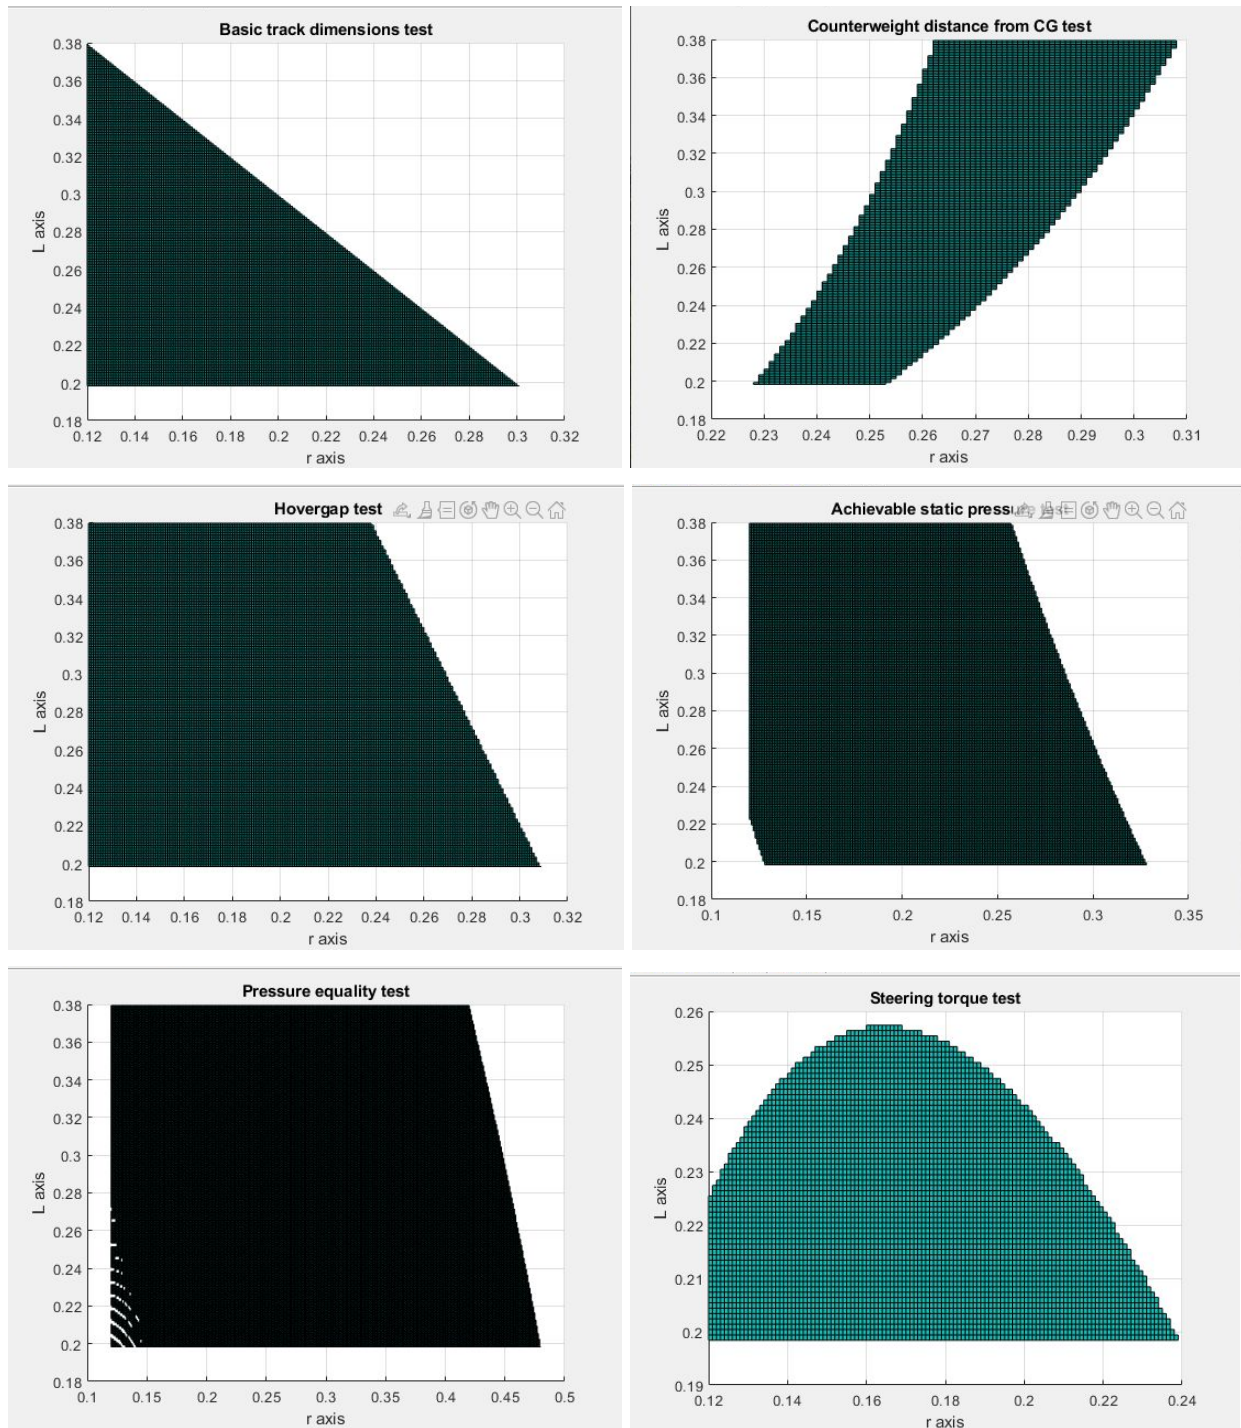 Basic track dimensions test
0.38
0.36
0.34
0.32
0.3
0.28
0.26
0.24
0.22
0.2
0.18
L axis
0.12 0.14 0.16 0.18 0.2 0.22 0.24 0.26 0.28 0.3 0.32
r axis
Counterweight distance from CG test
0.38
0.36
0.34
0.32
0.3
0.28
0.26
0.24
0.22
0.2
0.18
L axis
0.22 0.23 0.24 0.25 0.26 0.27 0.28 0.29 0.3 0.31
r axis
Hovergap test
0.38
0.36
0.34
0.32
0.3
0.28
0.26
0.24
0.22
0.2
0.18
L axis
0.12 0.14 0.16 0.18 0.2 0.22 0.24 0.26 0.28 0.3 0.32
r axis
Achievable static pressure test
0.38
0.36
0.34
0.32
0.3
0.28
0.26
0.24
0.22
0.2
0.18
L axis
0.1 0.15 0.2 0.25 0.3 0.35
r axis
Pressure equality test
0.38
0.36
0.34
0.32
0.3
0.28
0.26
0.24
0.22
0.2
0.18
L axis
0.1 0.15 0.2 0.25 0.3 0.35 0.4 0.45 0.5
r axis
Steering torque test
0.26
0.25
0.24
0.23
0.22
0.21
0.2
0.19
L axis
0.12 0.14 0.16 0.18 0.2 0.22 0.24
r axis